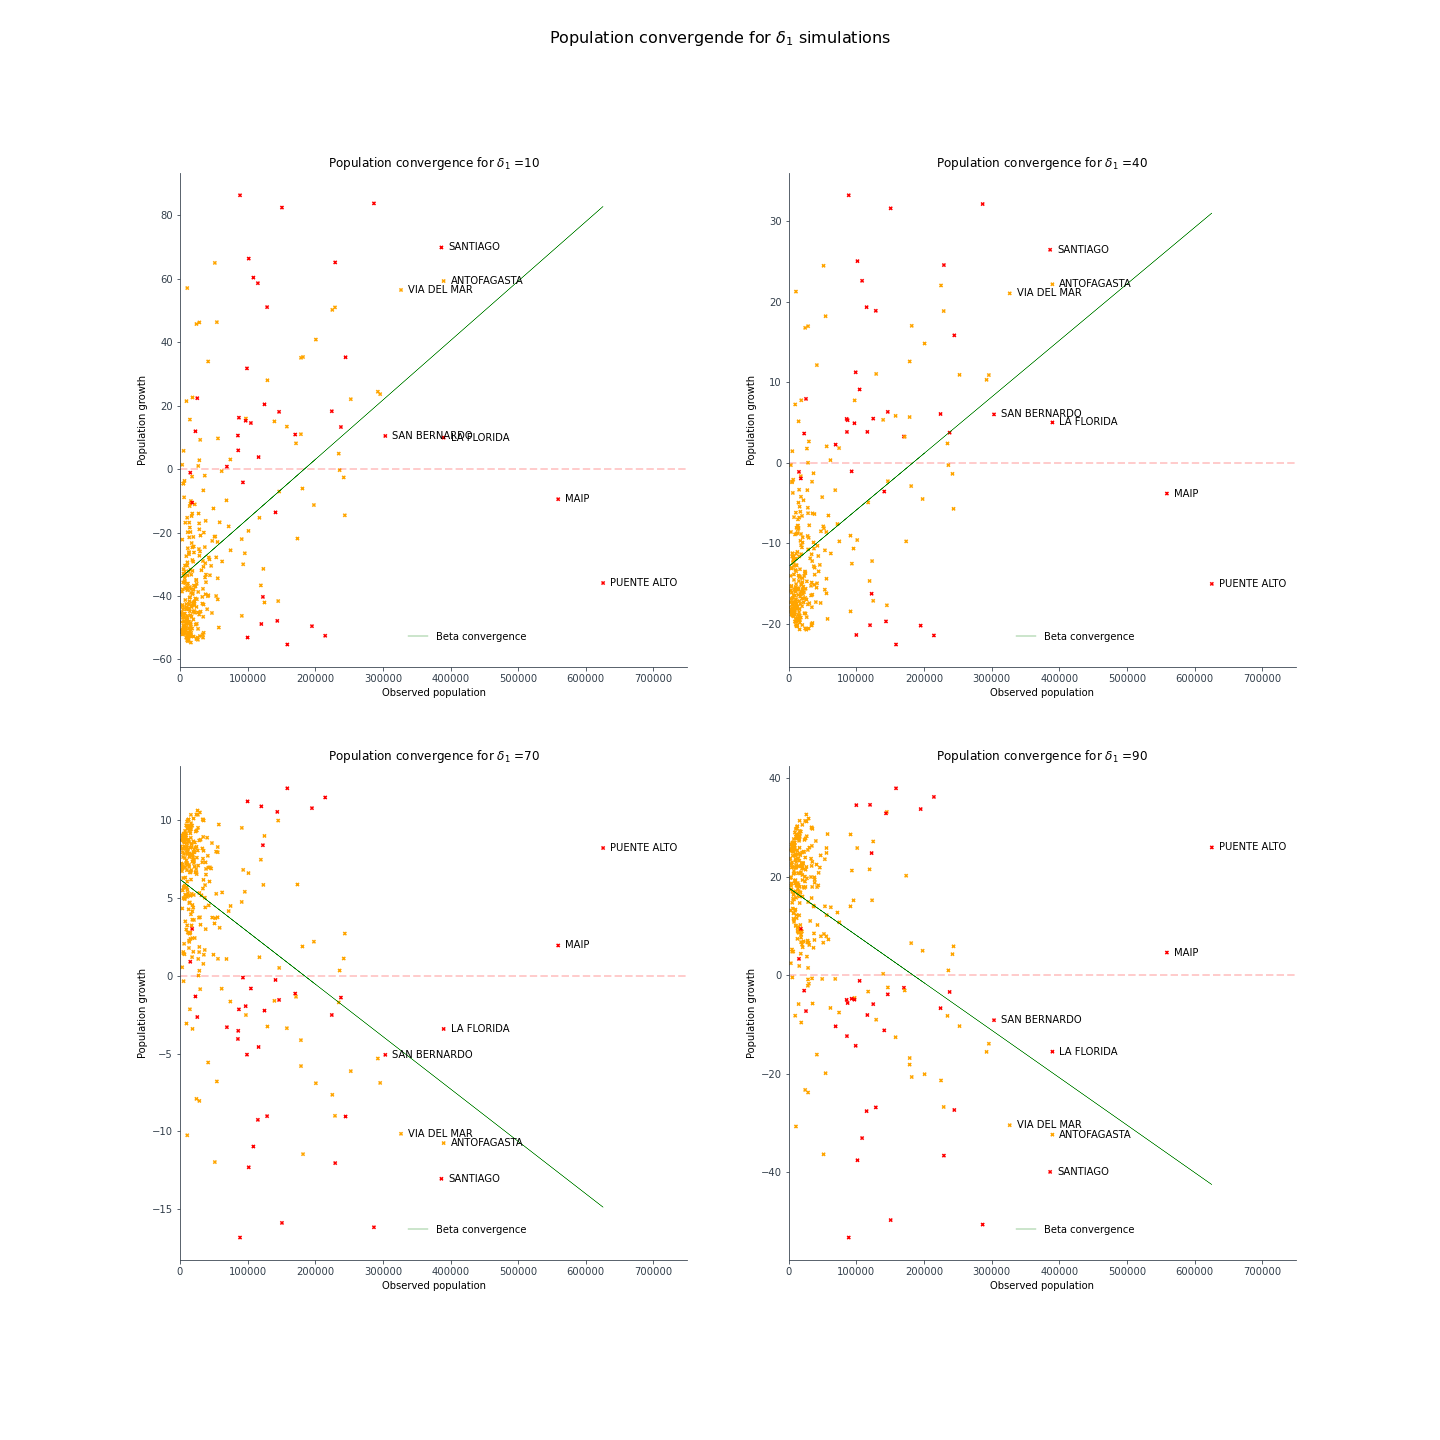 Population convergende for δ1 simulations
Population convergence for δ1 =10
80
60
40
20
0
−20
−40
−60
Population growth
SANTIAGO
ANTOFAGASTA
VIA DEL MAR
SAN BERNARDO
LA FLORIDA
MAIP
PUENTE ALTO
Beta convergence
0 100000 200000 300000 400000 500000 600000 700000
Observed population
Population convergence for δ1 =40
30
20
10
0
−10
−20
Population growth
SANTIAGO
ANTOFAGASTA
VIA DEL MAR
SAN BERNARDO
LA FLORIDA
MAIP
PUENTE ALTO
Beta convergence
0 100000 200000 300000 400000 500000 600000 700000
Observed population
Population convergence for δ1 =70
10
5
0
−5
−10
−15
Population growth
PUENTE ALTO
MAIP
LA FLORIDA
SAN BERNARDO
VIA DEL MAR
ANTOFAGASTA
SANTIAGO
Beta convergence
0 100000 200000 300000 400000 500000 600000 700000
Observed population
Population convergence for δ1 =90
40
20
0
−20
−40
Population growth
PUENTE ALTO
MAIP
SAN BERNARDO
LA FLORIDA
VIA DEL MAR
ANTOFAGASTA
SANTIAGO
Beta convergence
0 100000 200000 300000 400000 500000 600000 700000
Observed population